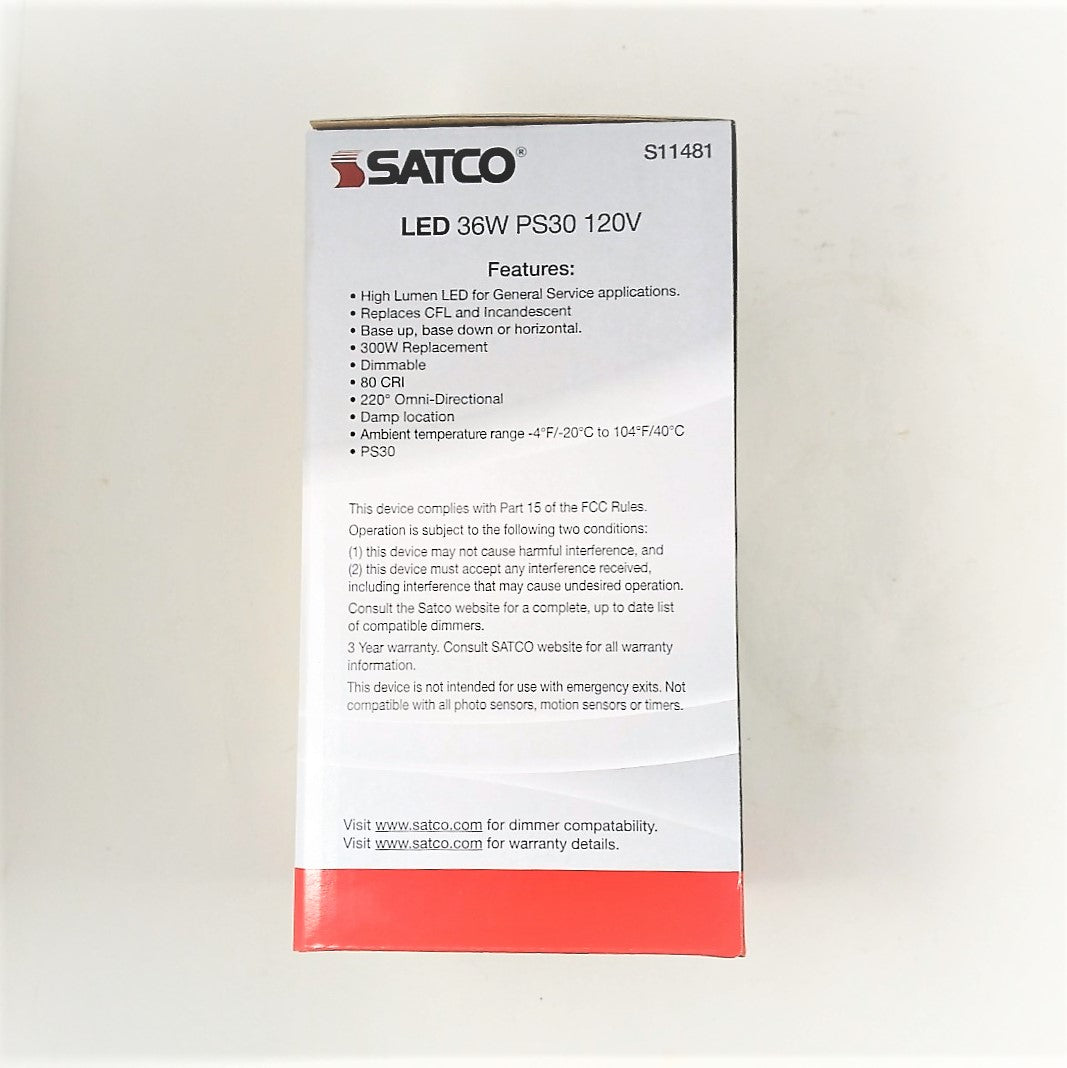 SATCO®
S11481
LED 36W PS30 120V
Features:
• High Lumen LED for General Service applications.
• Replaces CFL and Incandescent
• Base up, base down or horizontal.
• 300W Replacement
• Dimmable
• 80 CRI
• 220° Omni-Directional
• Damp location
• Ambient temperature range -4°F/-20°C to 104°F/40°C
• PS30
This device complies with Part 15 of the FCC Rules.
Operation is subject to the following two conditions:
(1) this device may not cause harmful interference, and
(2) this device must accept any interference received,
including interference that may cause undesired operation.
Consult the Satco website for a complete, up to date list
of compatible dimmers.
3 Year warranty. Consult SATCO website for all warranty
information.
This device is not intended for use with emergency exits. Not
compatible with all photo sensors, motion sensors or timers.
Visit www.satco.com for dimmer compatability.
Visit www.satco.com for warranty details.